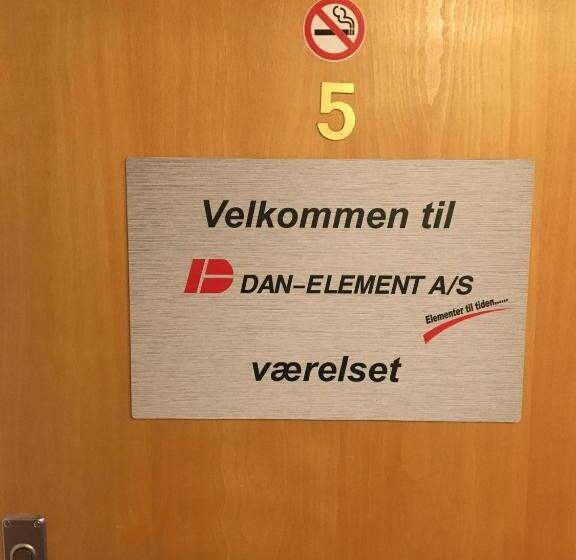 5
Velkommen til
DAN-ELEMENT A/S
Elementer til tiden......
værelset